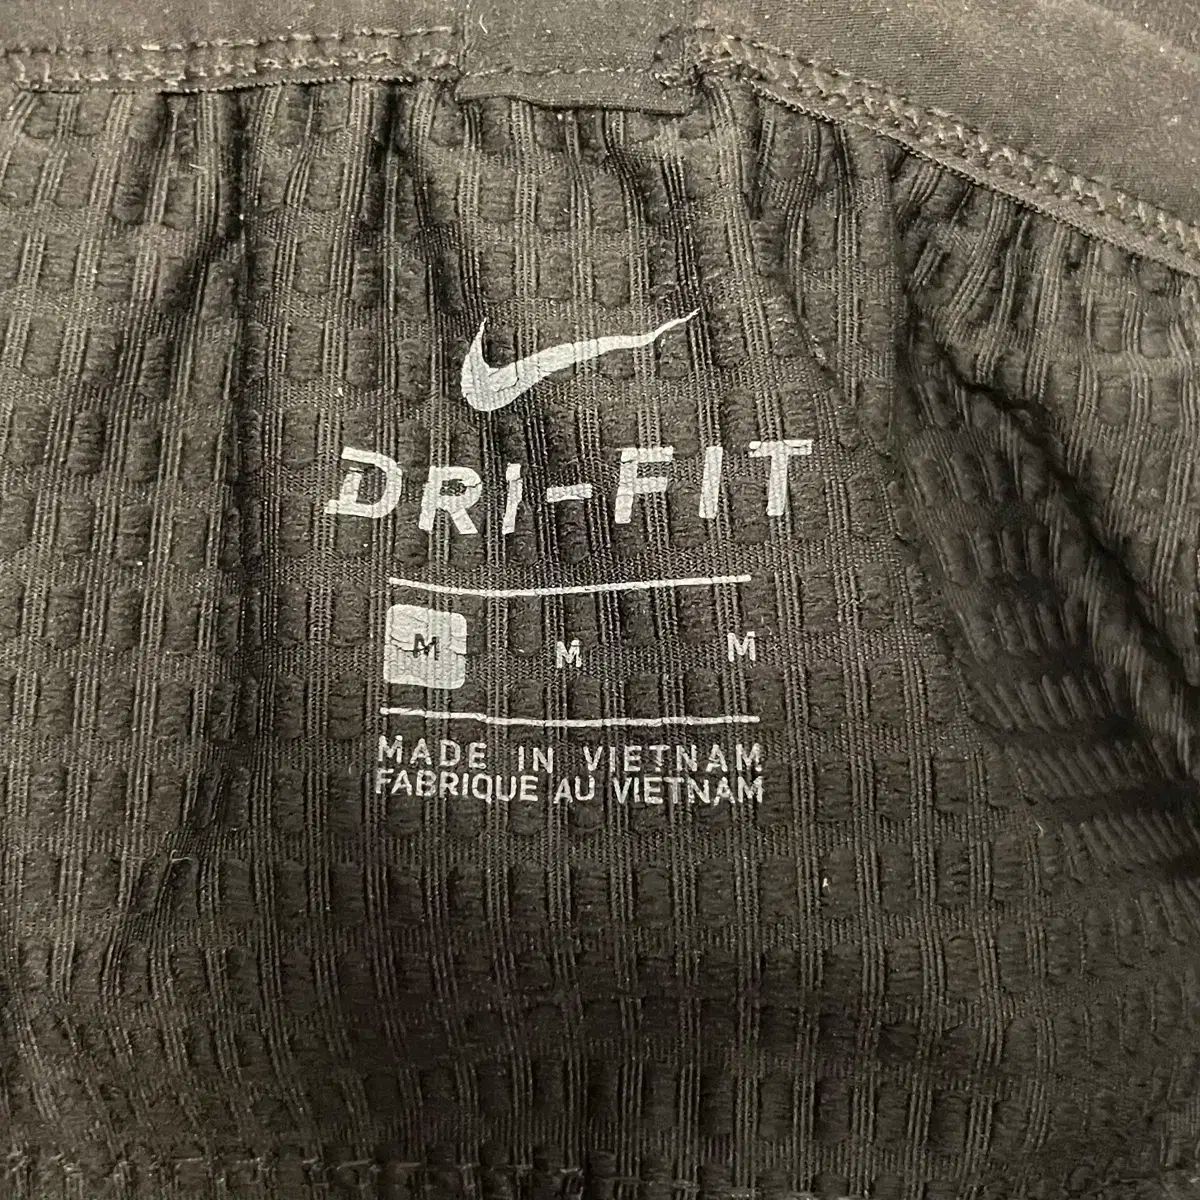 DRI-FIT
M M M
MADE IN VIETNAM
FABRIQUE AU VIETNAM